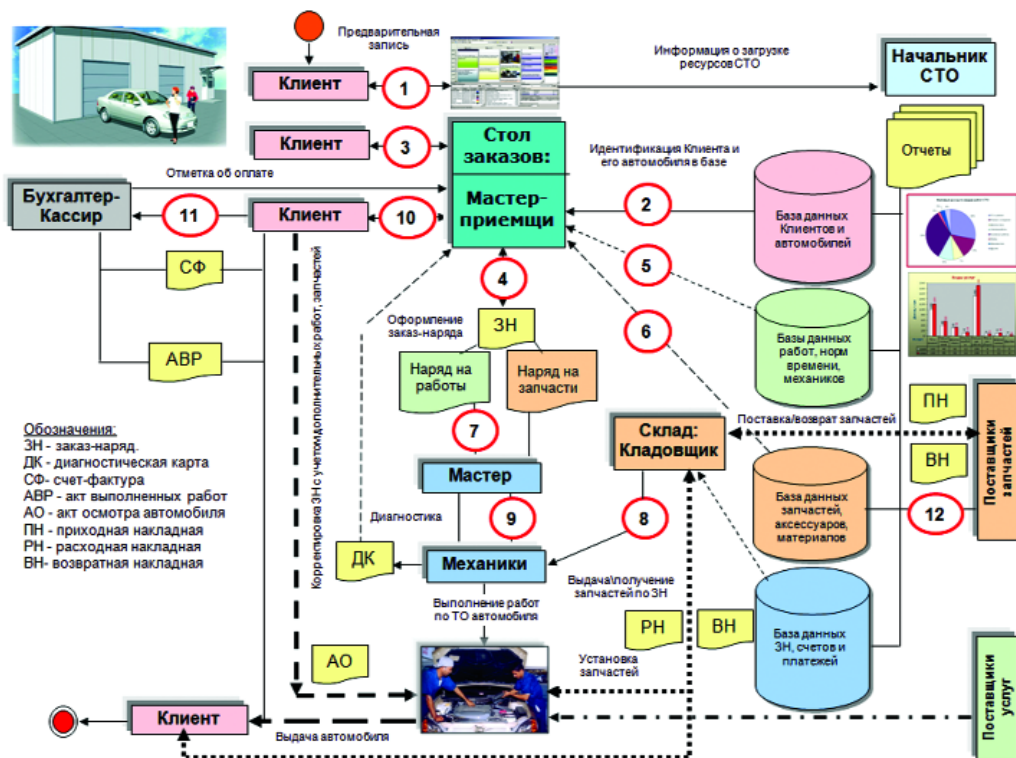 Предварительная
запись
Клиент
1
Информация о загрузке
ресурсов СТО
Начальник
СТО
Клиент
3
Стол
заказов:
Мастер-
приемщи
Идентификация Клиента и
его автомобиля в базе
Отчеты
Отметка об оплате
Бухгалтер-
Кассир
11
Клиент
10
2
База данных
Клиентов и
автомобилей
СФ
4
5
ЗН
6
Оформление
заказ-наряда
АВР
Наряд на
работы
Наряд на
запчасти
Базы данных
работ, норм
времени,
механиков
Корректировка ЗН с учетом дополнительных работ, запчастей
ПН
Поставка/возврат запчастей
Обозначения:
ЗН - заказ-наряд.
ДК - диагностическая карта
СФ- счет-фактура
АВР - акт выполненных работ
АО - акт осмотра автомобиля
ПН - приходная накладная
РН - расходная накладная
ВН- возвратная накладная
7
Склад:
Кладовщик
ВН
Поставщики
запчастей
Мастер
База данных
запчастей,
аксессуаров,
материалов
12
Диагностика
9
8
ДК
Механики
Выдача\получение
запчастей по ЗН
Выполнение работ
по ТО автомобиля
РН
ВН
База данных
ЗН, счетов и
платежей
АО
Установка
запчастей
Поставщики
услуг
Клиент
Выдача автомобиля